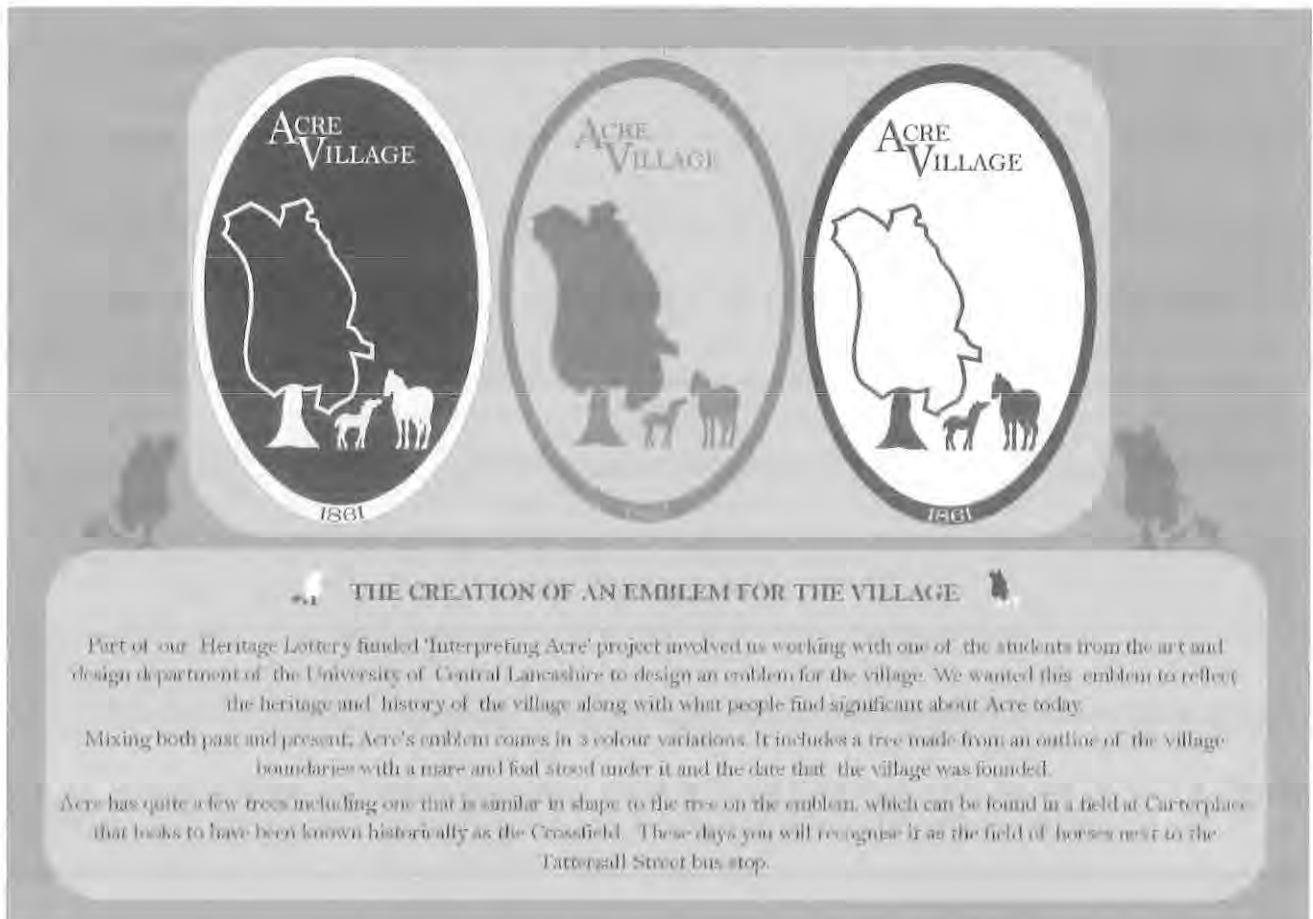 ACRE
VILLAGE
1861
ACRE
VILLAGE
ACRE
VILLAGE
1861
THE CREATION OF AN EMBLEM FOR THE VILLAGE
Part of our Heritage Lottery funded 'Interpreting Acre' project involved us working with one of the students from the art and
design department of the University of Central Lancashire to design an emblem for the village. We wanted this emblem to reflect
the heritage and history of the village along with what people find significant about Acre today.
Mixing both past and present, Acre's emblem comes in 3 colour variations. It includes a tree made from an outline of the village
boundaries with a mare and foal stood under it and the date that the village was founded.
Acre has quite a few trees including one that is similar in shape to the tree on the emblem, which can be found in a field at Carterplace
that looks to have been known historically as the Crossfield. These days you will recognise it as the field of horses next to the
Tattersall Street bus stop.